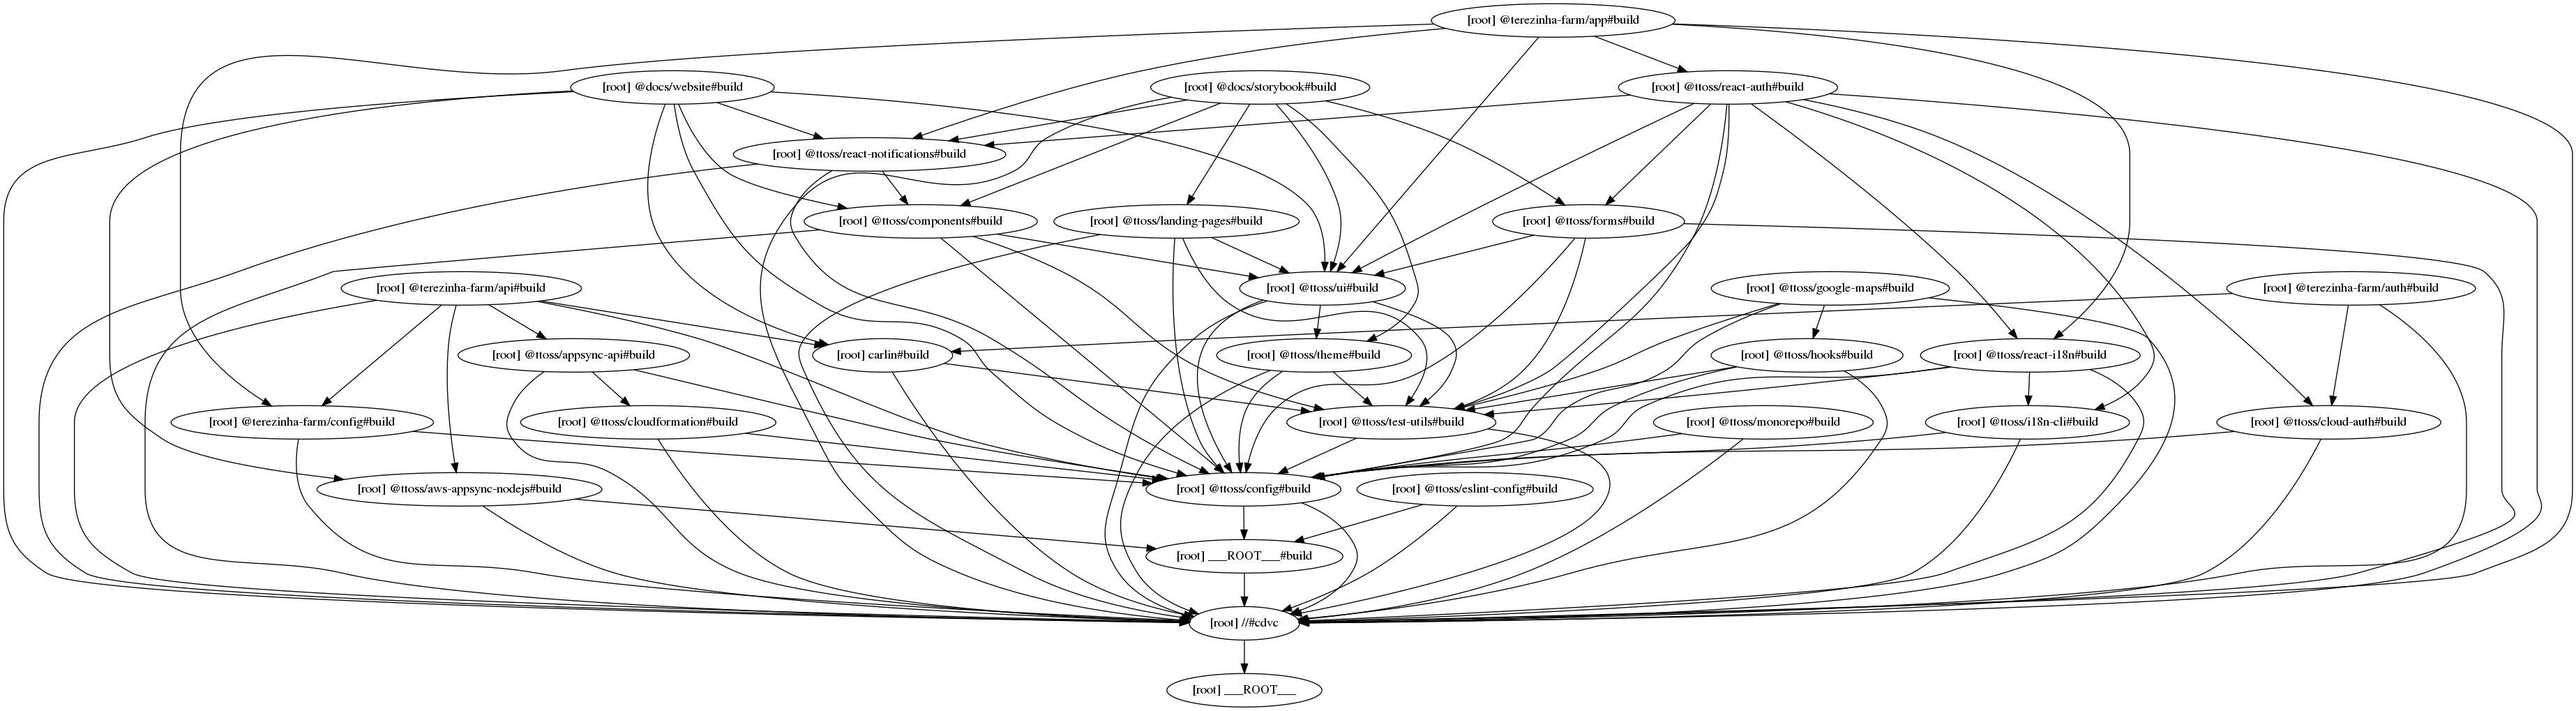 [root] @terezinha-farm/app#build
[root] @docs/website#build
[root] @docs/storybook#build
[root] @ttoss/react-auth#build
[root] @ttoss/react-notifications#build
[root] @ttoss/components#build
[root] @ttoss/landing-pages#build
[root] @ttoss/forms#build
[root] @terezinha-farm/api#build
[root] @ttoss/ui#build
[root] @ttoss/google-maps#build
[root] @terezinha-farm/auth#build
[root] @ttoss/appsync-api#build
[root] carlin#build
[root] @ttoss/theme#build
[root] @ttoss/hooks#build
[root] @ttoss/react-i18n#build
[root] @terezinha-farm/config#build
[root] @ttoss/cloudformation#build
[root] @ttoss/test-utils#build
[root] @ttoss/monorepo#build
[root] @ttoss/i18n-cli#build
[root] @ttoss/cloud-auth#build
[root] @ttoss/aws-appsync-nodejs#build
[root] @ttoss/config#build
[root] @ttoss/eslint-config#build
[root] ___ROOT___#build
[root] //#cdvc
[root] ___ROOT___